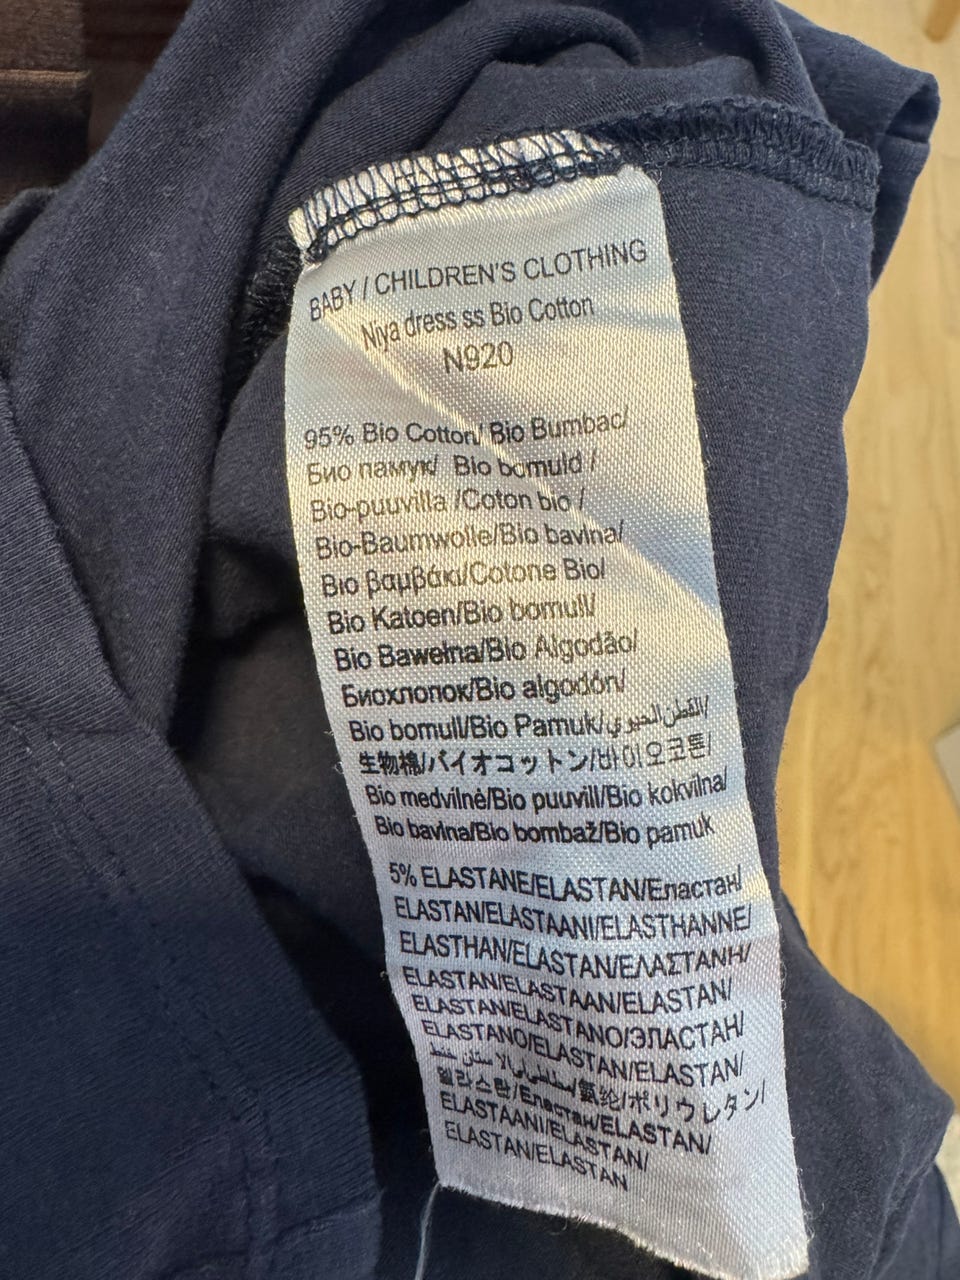 BABY / CHILDREN'S CLOTHING
Niya dress ss Bio Cotton
N920
95% Bio Cotton/ Bio Bumbac/
Био памук/ Bio bomuld /
Bio-puuvilla /Coton bio /
Bio-Baumwolle/Bio bavlna/
Βιο βαμβάκι/Cotone Bio/
Bio Katoen/Bio bomull/
Bio Bawełna/Bio Algodão/
Биохлопок/Bio algodón/
Bio bomull/Bio Pamuk/القطن الحيوي/
生物棉/バイオコットン/바이오코튼/
Bio medvilnė/Bio puuvill/Bio kokvilna/
Bio bavlna/Bio bombaž/Bio pamuk
5% ELASTANE/ELASTAN/Еластан/
ELASTAN/ELASTAANI/ELASTHANNE/
ELASTHAN/ELASTAN/ΕΛΑΣΤΑΝΗ/
ELASTAN/ELASTAAN/ELASTAN/
ELASTAN/ELASTANO/ЭЛАСТАН/
ELASTANO/ELASTAN/ELASTAN/
氨纶/ポリウレタン/
엘라스탄/Еластан/ELASTAN/
ELASTAANI/ELASTAN/
ELASTAN/ELASTAN